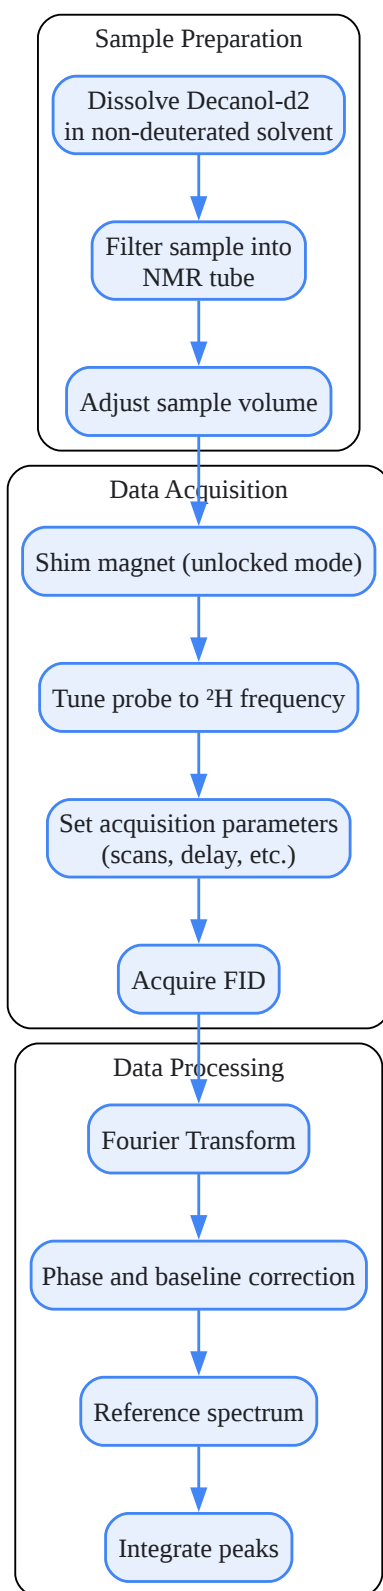 Sample Preparation
Dissolve Decanol-d2
in non-deuterated solvent
Filter sample into
NMR tube
Adjust sample volume
Data Acquisition
Shim magnet (unlocked mode)
Tune probe to ²H frequency
Set acquisition parameters
(scans, delay, etc.)
Acquire FID
Data Processing
Fourier Transform
Phase and baseline correction
Reference spectrum
Integrate peaks